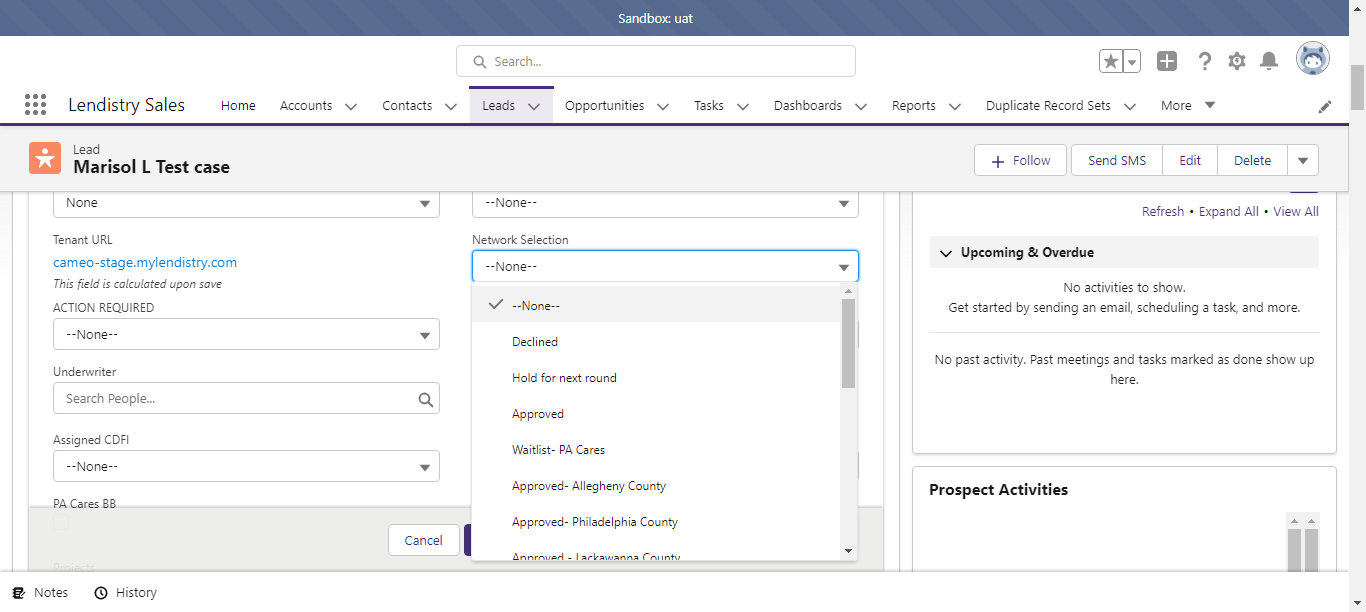 Sandbox: uat
Search...
Lendistry Sales
Home
Accounts
Contacts
Leads
Opportunities
Tasks
Dashboards
Reports
Duplicate Record Sets
More
Lead
Marisol L Test case
Follow
Send SMS
Edit
Delete
None
--None--
Refresh • Expand All • View All
Tenant URL
cameo-stage.mylendistry.com
This field is calculated upon save
Network Selection
--None--
--None--
Declined
Hold for next round
Approved
Waitlist- PA Cares
Approved- Allegheny County
Approved- Philadelphia County
Approved - Lackawanna County
ACTION REQUIRED
--None--
Underwriter
Search People...
Assigned CDFI
--None--
PA Cares BB
Projects
Cancel
Upcoming & Overdue
No activities to show.
Get started by sending an email, scheduling a task, and more.
No past activity. Past meetings and tasks marked as done show up
here.
Prospect Activities
Notes
History